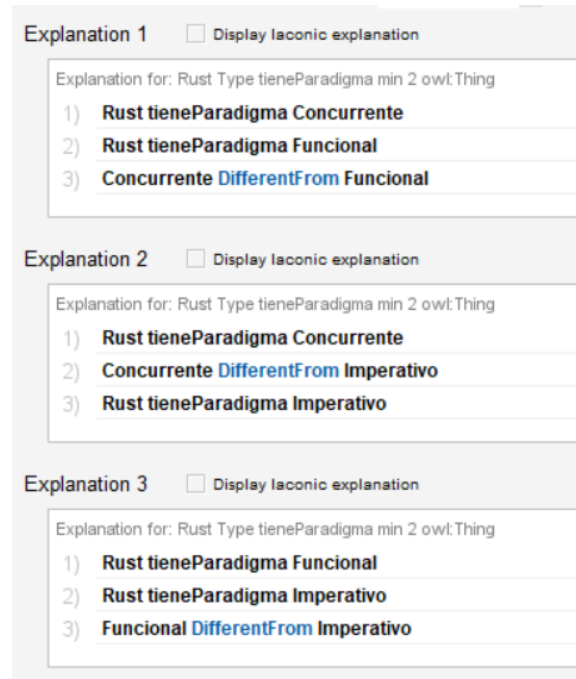 Explanation 1 Display laconic explanation
Explanation for: Rust Type tieneParadigma min 2 owl:Thing
1) Rust tieneParadigma Concurrente
2) Rust tieneParadigma Funcional
3) Concurrente DifferentFrom Funcional
Explanation 2 Display laconic explanation
Explanation for: Rust Type tieneParadigma min 2 owl:Thing
1) Rust tieneParadigma Concurrente
2) Concurrente DifferentFrom Imperativo
3) Rust tieneParadigma Imperativo
Explanation 3 Display laconic explanation
Explanation for: Rust Type tieneParadigma min 2 owl:Thing
1) Rust tieneParadigma Funcional
2) Rust tieneParadigma Imperativo
3) Funcional DifferentFrom Imperativo